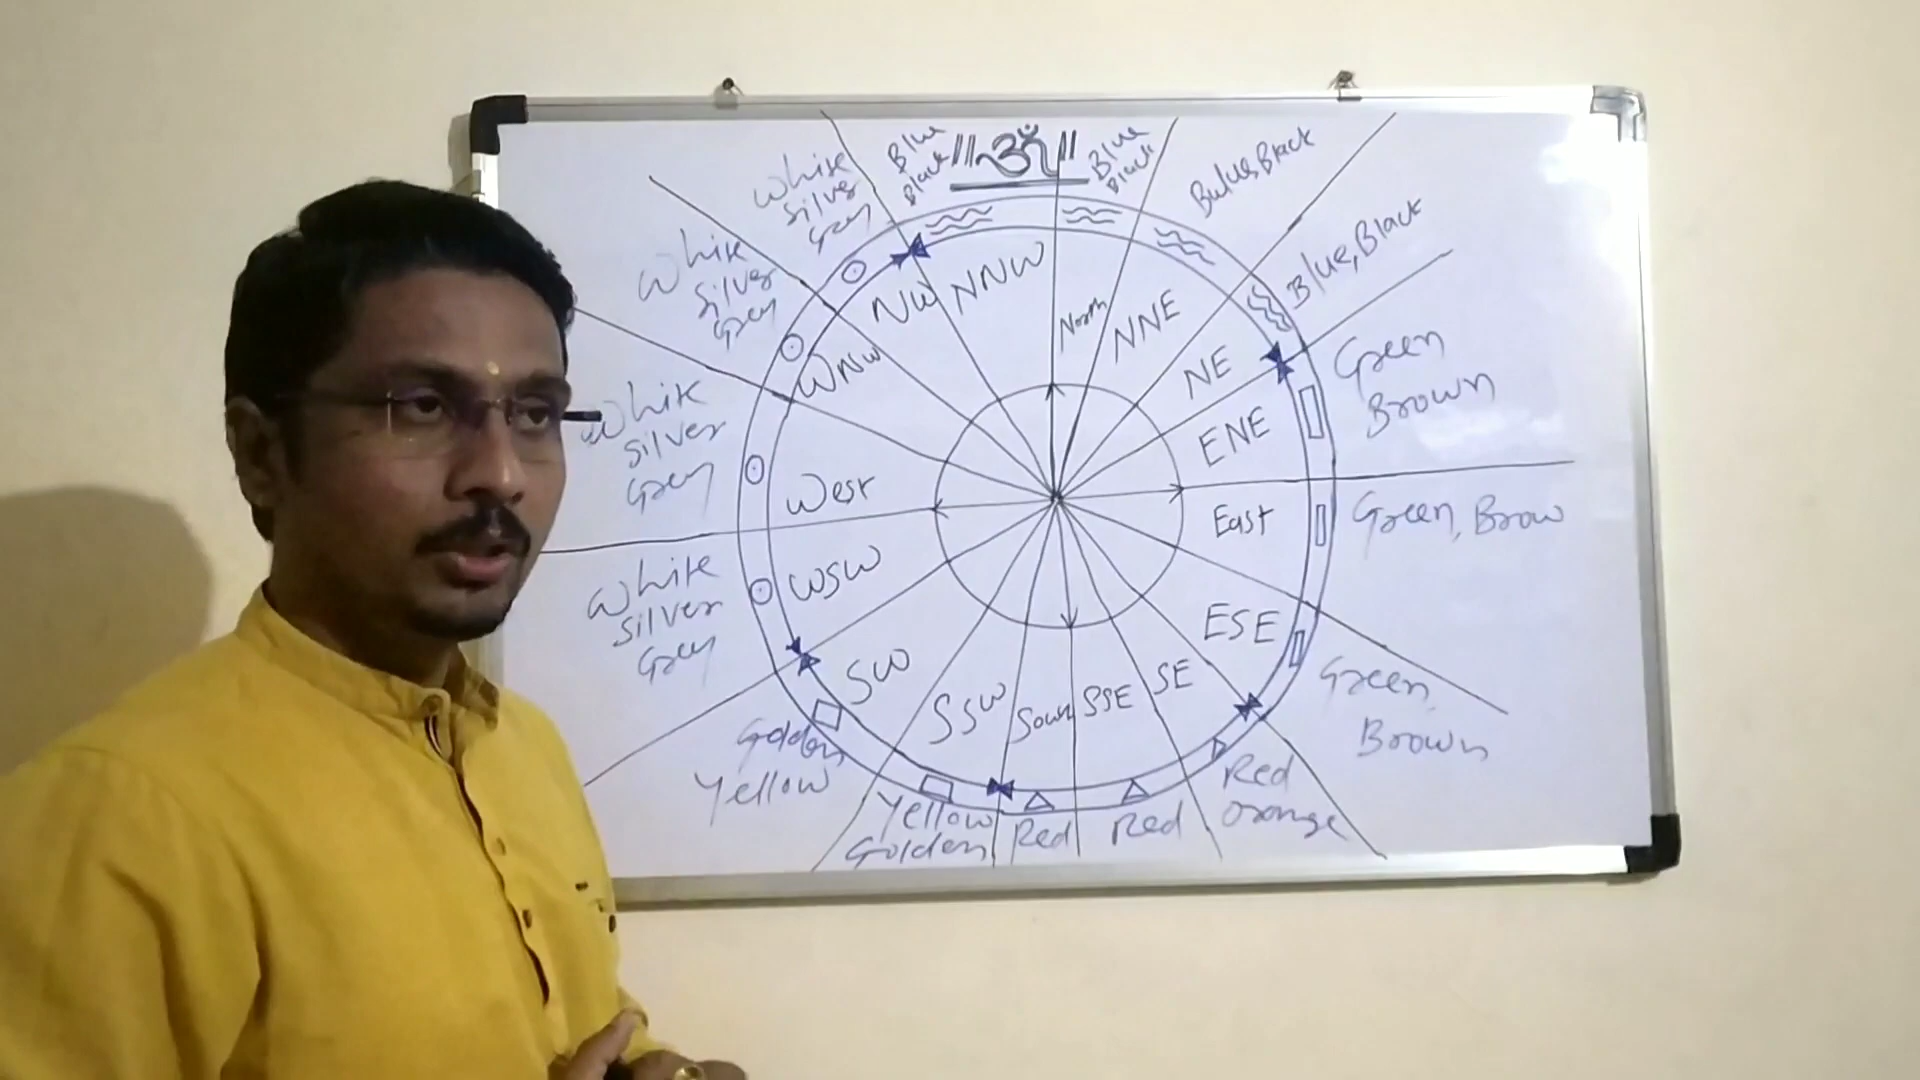 ॥ॐ॥
Blue
Black
Blue
Black
Bulue, Black
Blue, Black
Green
Brown
Green, Brow
Green,
Brown
Red
orange
Red
Red
Yellow
Golden
Golden,
Yellow
White
Silver
Grey
White
Silver
Grey
White
Silver
Grey
White
Silver
Grey
NW
NNW
North
NNE
NE
ENE
East
ESE
SE
SSE
South
SSW
SW
WSW
West
WNW